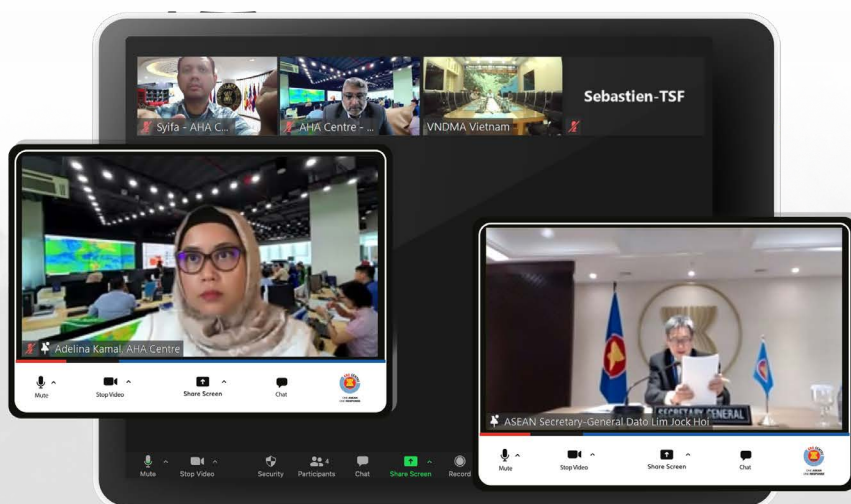 Syifa - AHA C...
AHA Centre - ...
VNDMA Vietnam
Sebastien-TSF
Adelina Kamal, AHA Centre
Mute
Stop Video
Share Screen
Chat
SECRETARY GENERAL
ASEAN Secretary-General Dato Lim Jock Hoi
Mute
Stop Video
Share Screen
Chat
Mute
Stop Video
Security
4
Participants
Chat
Share Screen
Record